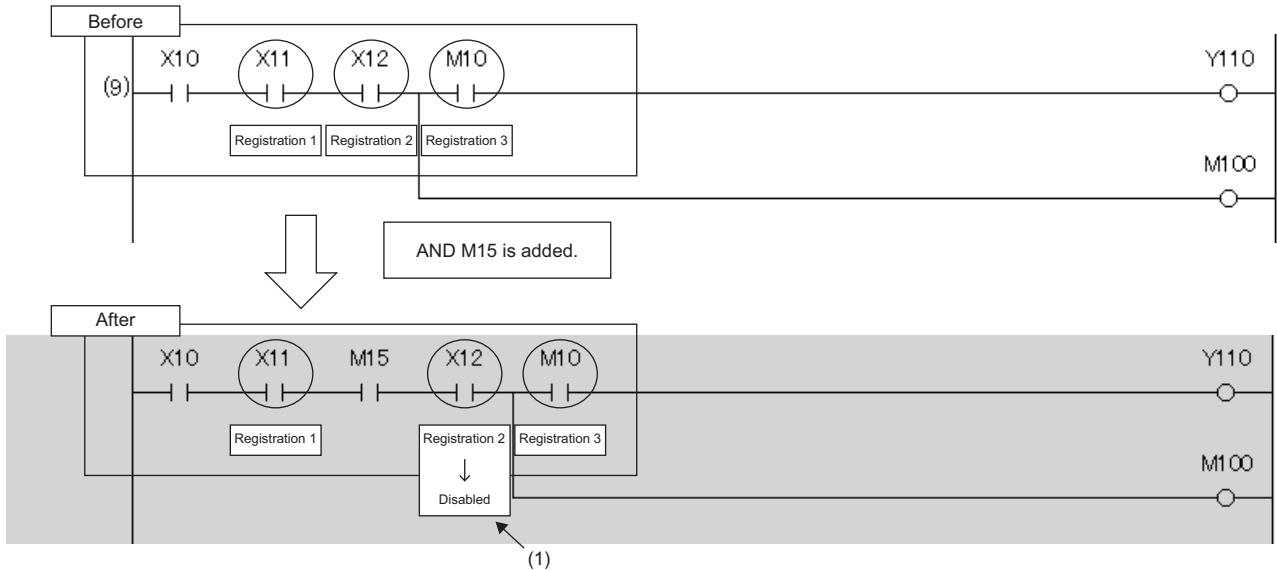 Before
X10 X11 X12 M10 Y110
(9)
Registration 1 Registration 2 Registration 3
M100
AND M15 is added.
After
X10 X11 M15 X12 M10 Y110
Registration 1 Registration 2 Registration 3
↓
M100
Disabled
(1)